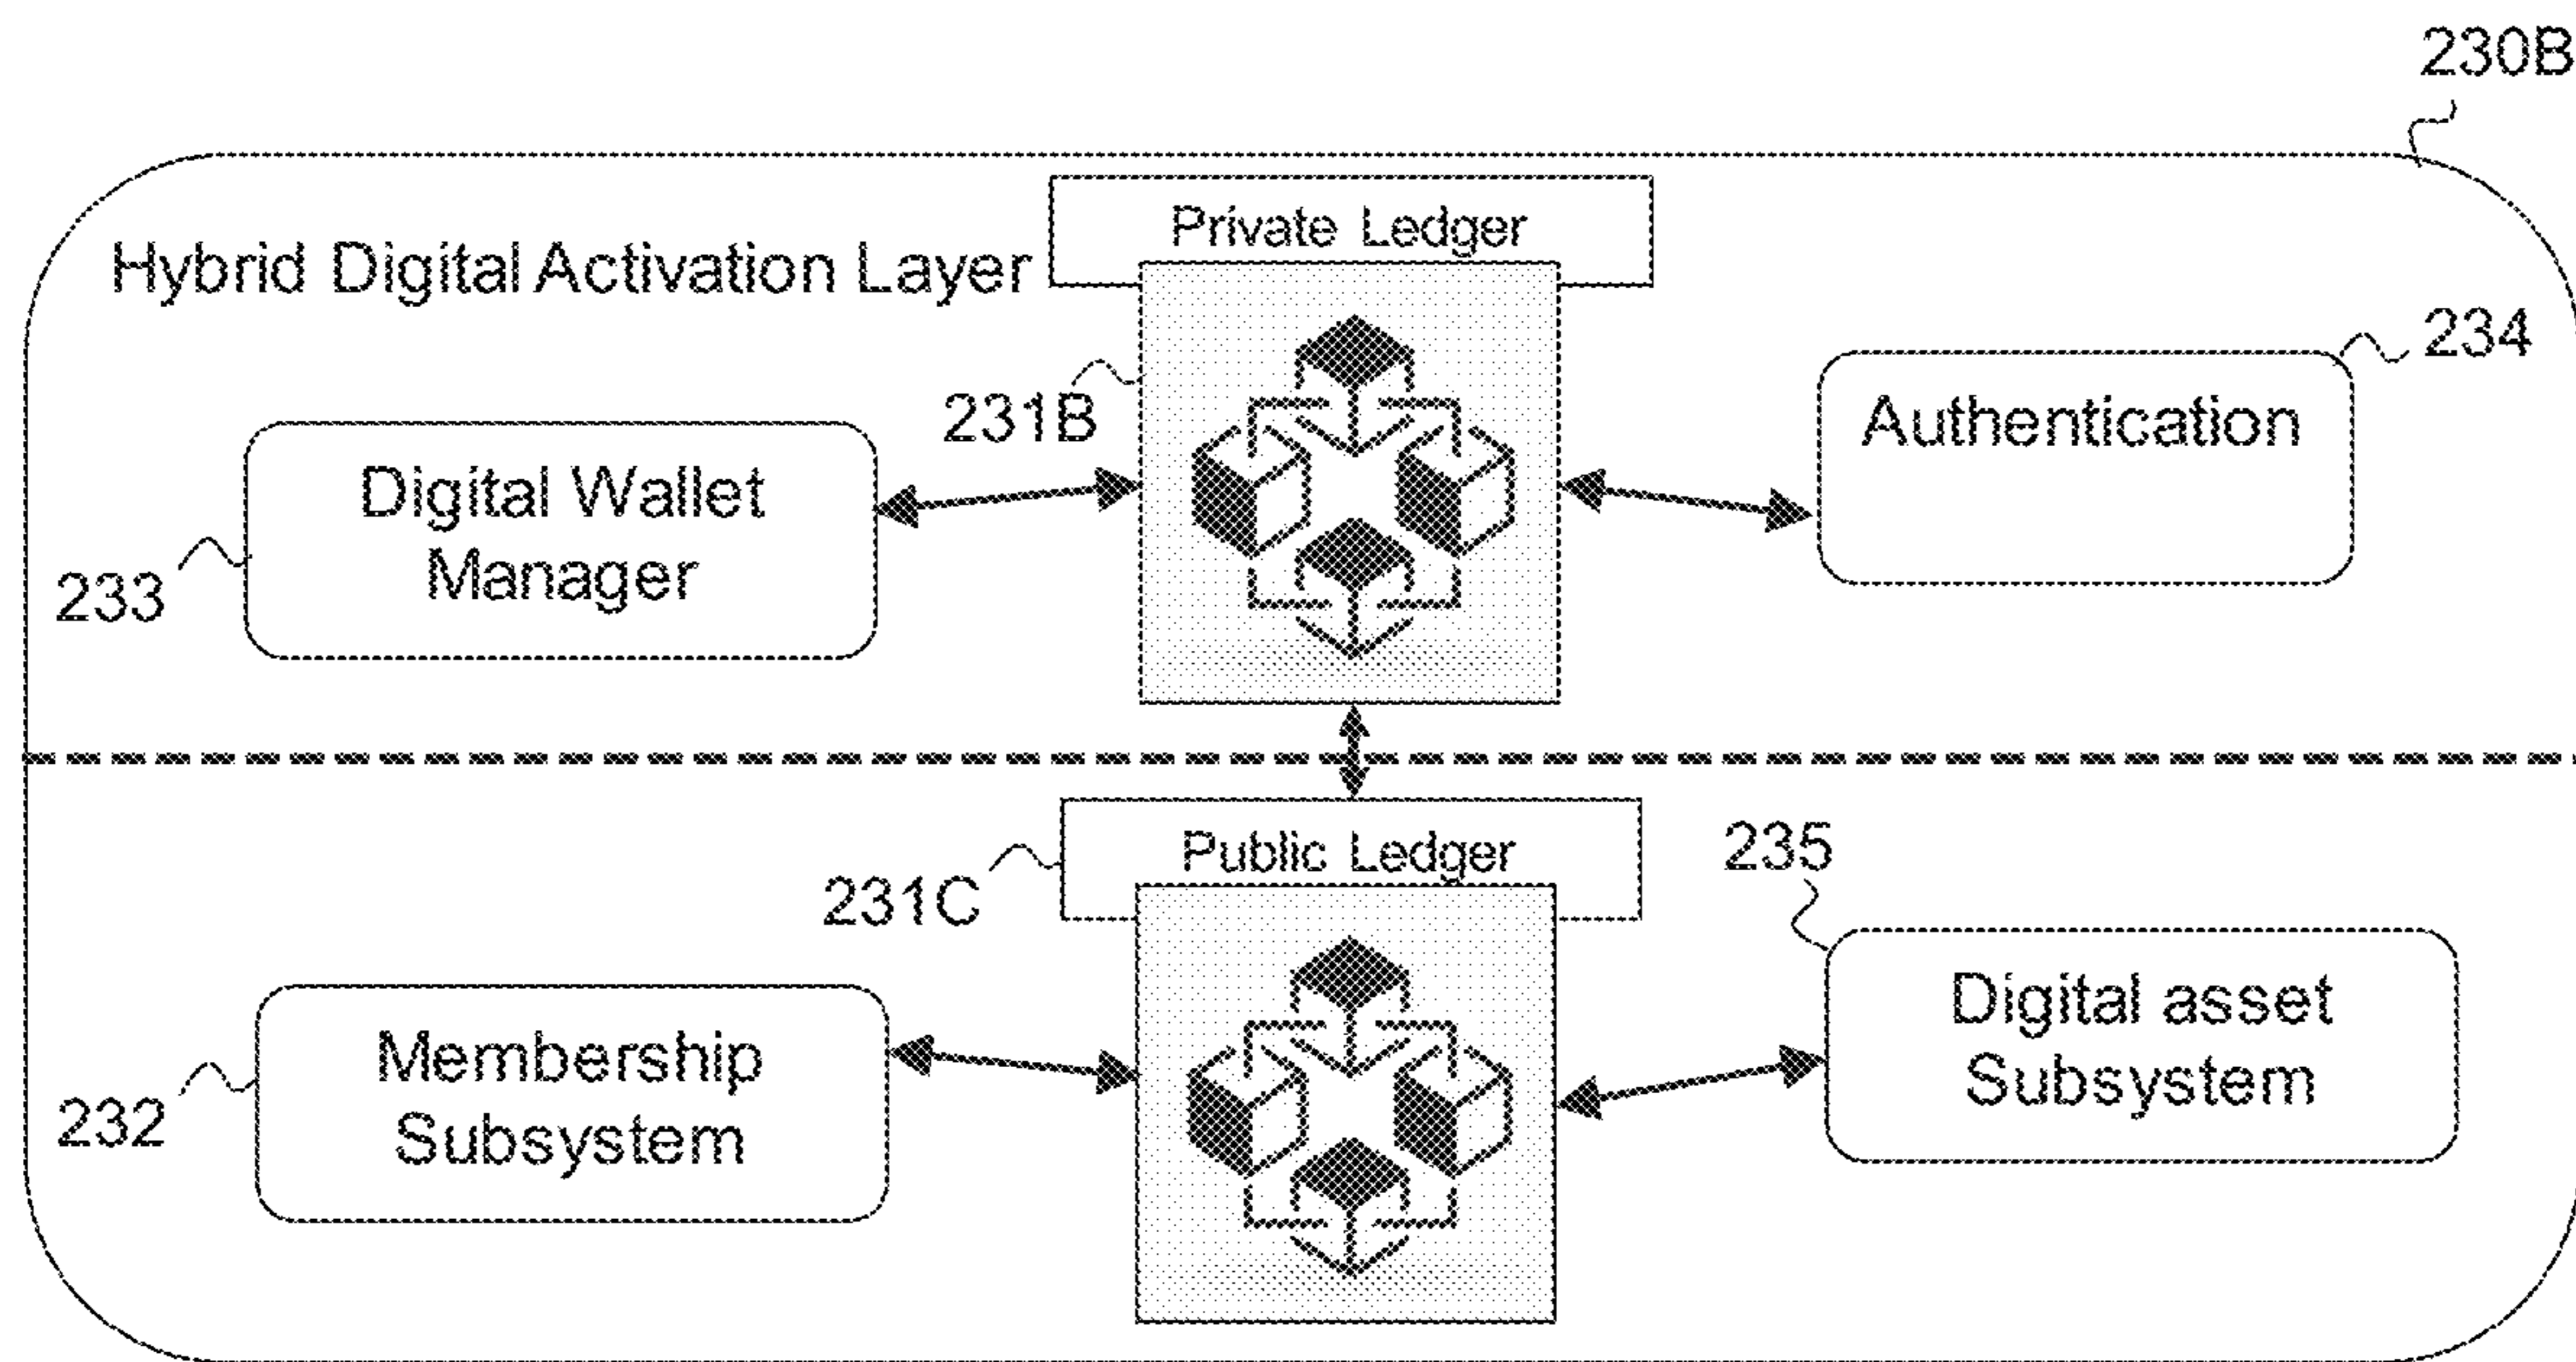 230B
Private Ledger
Hybrid Digital Activation Layer
234
231B
Authentication
Digital Wallet
Manager
233
Public Ledger
235
231C
Digital asset
Subsystem
Membership
Subsystem
232